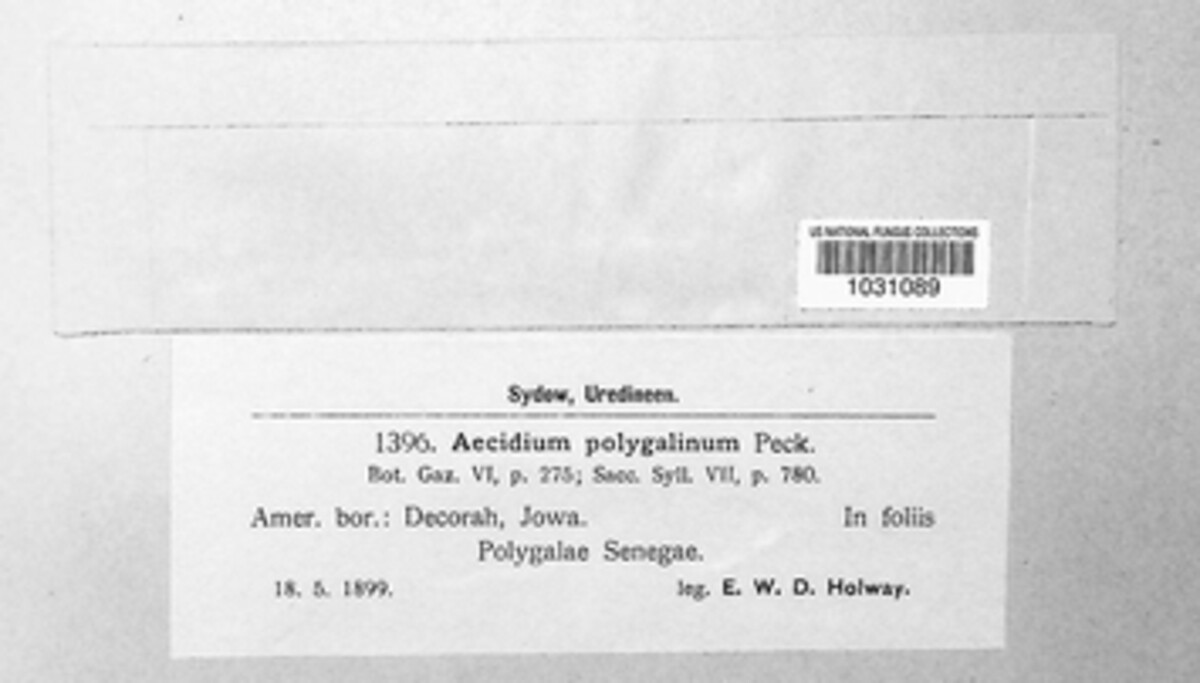 US NATIONAL FUNGUS COLLECTIONS
1031089
Sydow, Uredineen.
1396. Aecidium polygalinum Peck.
Bot. Gaz. VI, p. 275; Sacc. Syll. VII, p. 780.
Amer. bor.: Decorah, Jowa. In foliis
Polygalae Senegae.
18. 5. 1899. leg. E. W. D. Holway.